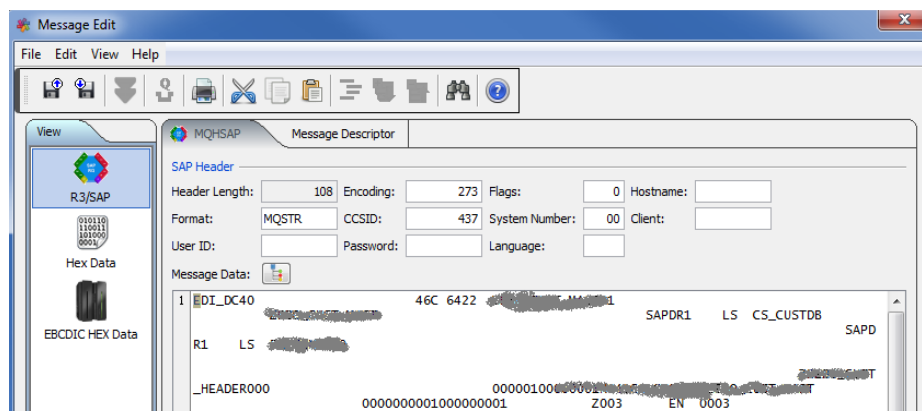 Message Edit
File Edit View Help
View
MQHSAP Message Descriptor
SAP Header
Header Length: 108 Encoding: 273 Flags: 0 Hostname:
Format: MQSTR CCSID: 437 System Number: 00 Client:
User ID: Password: Language:
Message Data:
R3/SAP
Hex Data
EBCDIC HEX Data
1 EDI_DC40 46C 6422 1
SAPDR1 LS CS_CUSTDB
SAPD
R1 LS
_HEADER000 000001000
0000000001000000001 Z003 EN 0003